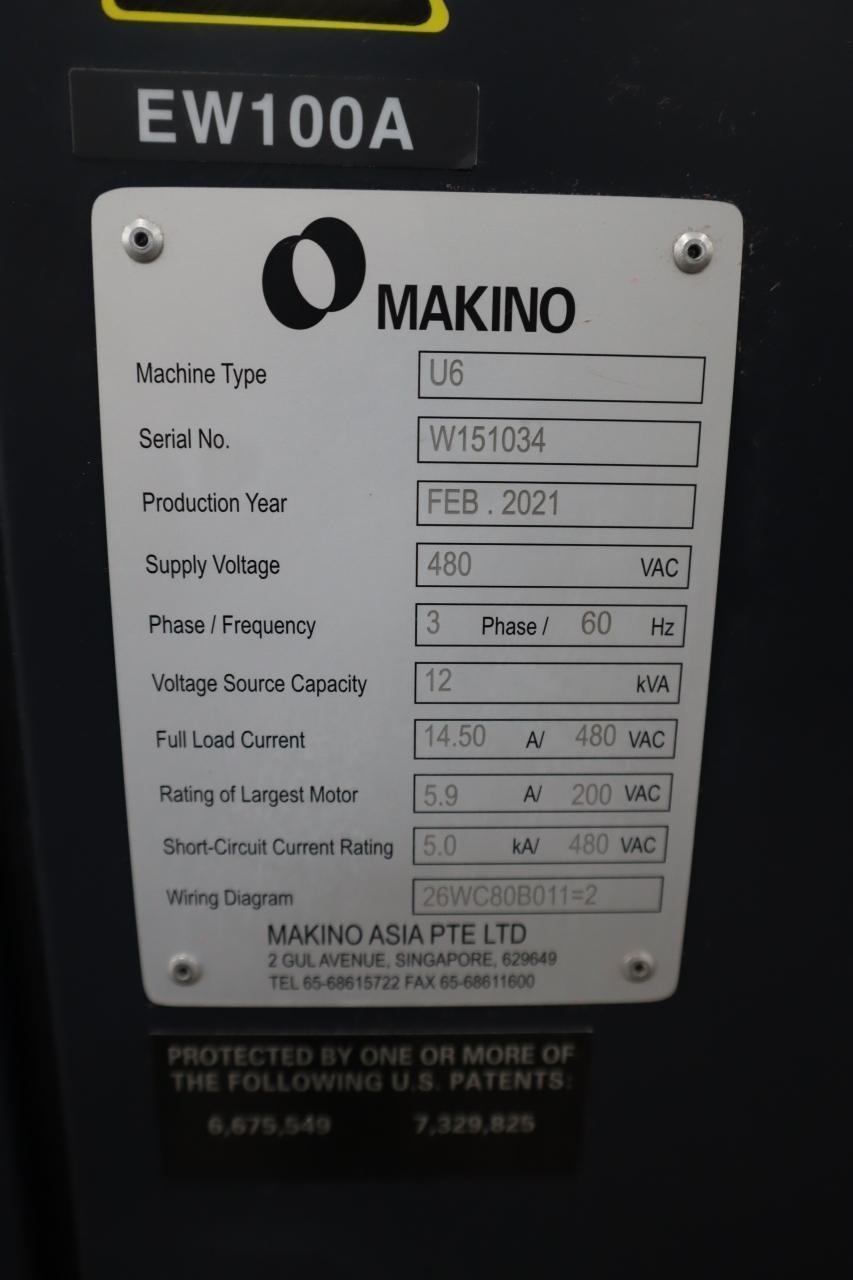 EW100A
MAKINO
Machine Type U6
Serial No. W151034
Production Year FEB . 2021
Supply Voltage 480 VAC
Phase / Frequency 3 Phase / 60 Hz
Voltage Source Capacity 12 kVA
Full Load Current 14.50 A/ 480 VAC
Rating of Largest Motor 5.9 A/ 200 VAC
Short-Circuit Current Rating 5.0 kA/ 480 VAC
Wiring Diagram 26WC80B011=2
MAKINO ASIA PTE LTD
2 GUL AVENUE, SINGAPORE, 629649
TEL 65-68615722 FAX 65-68611600
PROTECTED BY ONE OR MORE OF
THE FOLLOWING U.S. PATENTS:
6,675,549 7,329,825